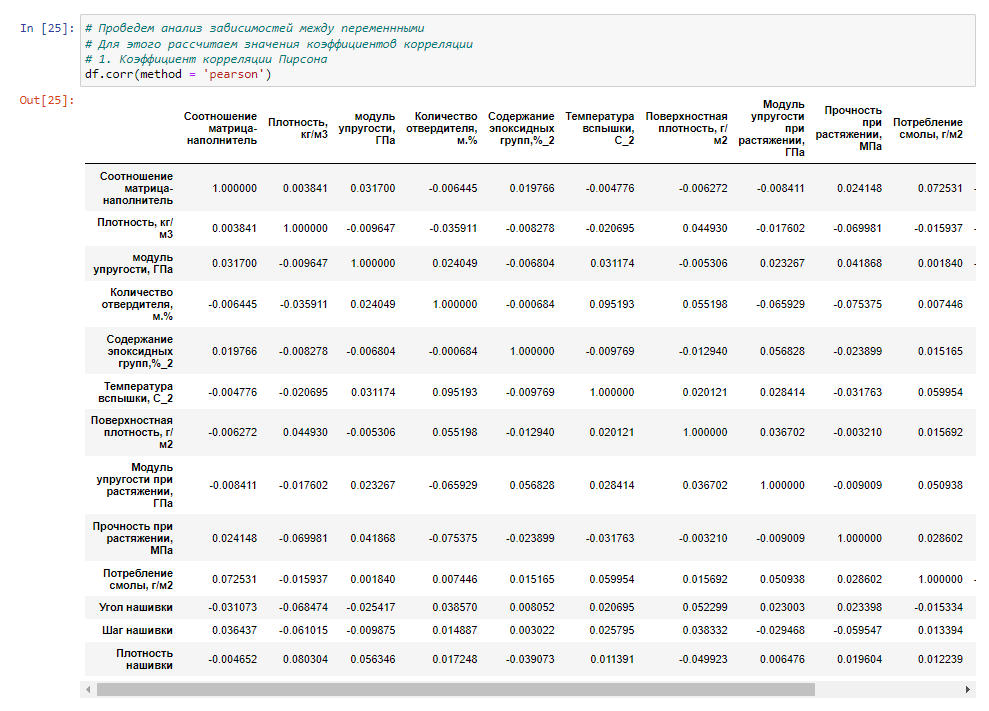 In [25]:
# Проведем анализ зависимостей между переменнными
# Для этого рассчитаем значения коэффициентов корреляции
# 1. Коэффициент корреляции Пирсона
df.corr(method = 'pearson')
Out[25]:
Соотношение матрица-наполнитель Плотность, кг/м3 модуль упругости, ГПа Количество отвердителя, м.% Содержание эпоксидных групп,%_2 Температура вспышки, С_2 Поверхностная плотность, г/м2 Модуль упругости при растяжении, ГПа Прочность при растяжении, МПа Потребление смолы, г/м2
Соотношение матрица-наполнитель 1.000000 0.003841 0.031700 -0.006445 0.019766 -0.004776 -0.006272 -0.008411 0.024148 0.072531 -
Плотность, кг/м3 0.003841 1.000000 -0.009647 -0.035911 -0.008278 -0.020695 0.044930 -0.017602 -0.069981 -0.015937 -
модуль упругости, ГПа 0.031700 -0.009647 1.000000 0.024049 -0.006804 0.031174 -0.005306 0.023267 0.041868 0.001840 -
Количество отвердителя, м.% -0.006445 -0.035911 0.024049 1.000000 -0.000684 0.095193 0.055198 -0.065929 -0.075375 0.007446
Содержание эпоксидных групп,%_2 0.019766 -0.008278 -0.006804 -0.000684 1.000000 -0.009769 -0.012940 0.056828 -0.023899 0.015165
Температура вспышки, С_2 -0.004776 -0.020695 0.031174 0.095193 -0.009769 1.000000 0.020121 0.028414 -0.031763 0.059954
Поверхностная плотность, г/м2 -0.006272 0.044930 -0.005306 0.055198 -0.012940 0.020121 1.000000 0.036702 -0.003210 0.015692
Модуль упругости при растяжении, ГПа -0.008411 -0.017602 0.023267 -0.065929 0.056828 0.028414 0.036702 1.000000 -0.009009 0.050938
Прочность при растяжении, МПа 0.024148 -0.069981 0.041868 -0.075375 -0.023899 -0.031763 -0.003210 -0.009009 1.000000 0.028602
Потребление смолы, г/м2 0.072531 -0.015937 0.001840 0.007446 0.015165 0.059954 0.015692 0.050938 0.028602 1.000000 -
Угол нашивки -0.031073 -0.068474 -0.025417 0.038570 0.008052 0.020695 0.052299 0.023003 0.023398 -0.015334
Шаг нашивки 0.036437 -0.061015 -0.009875 0.014887 0.003022 0.025795 0.038332 -0.029468 -0.059547 0.013394
Плотность нашивки -0.004652 0.080304 0.056346 0.017248 -0.039073 0.011391 -0.049923 0.006476 0.019604 0.012239